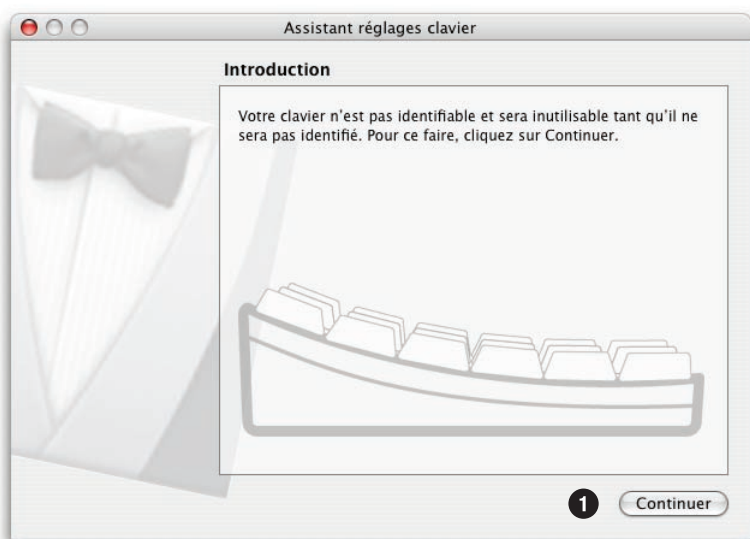 Assistant réglages clavier
Introduction
Votre clavier n'est pas identifiable et sera inutilisable tant qu'il ne
sera pas identifié. Pour ce faire, cliquez sur Continuer.
1 Continuer